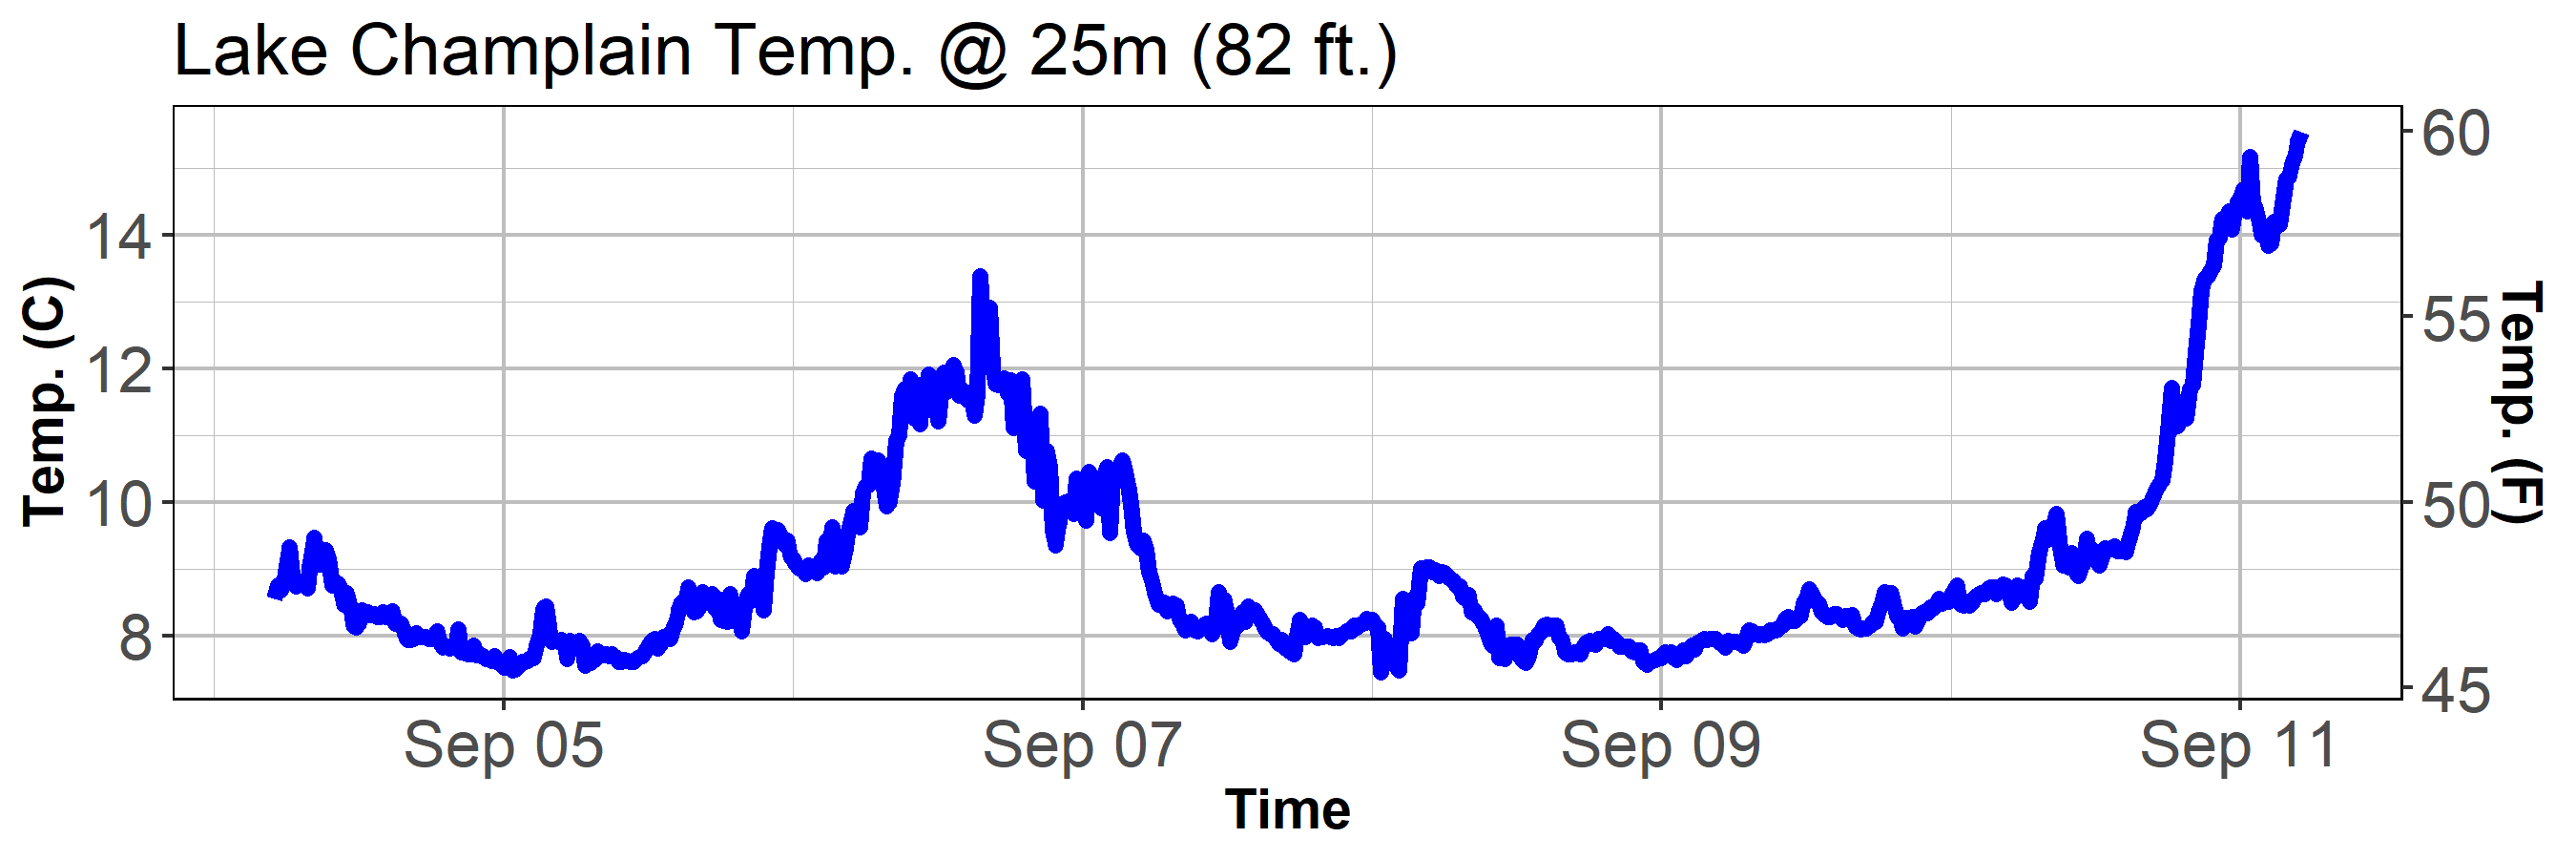 Lake Champlain Temp. @ 25m (82 ft.)
Temp. (C)
14
12
10
8
60
55
50
45
Temp. (F)
Sep 05 Sep 07 Sep 09 Sep 11
Time